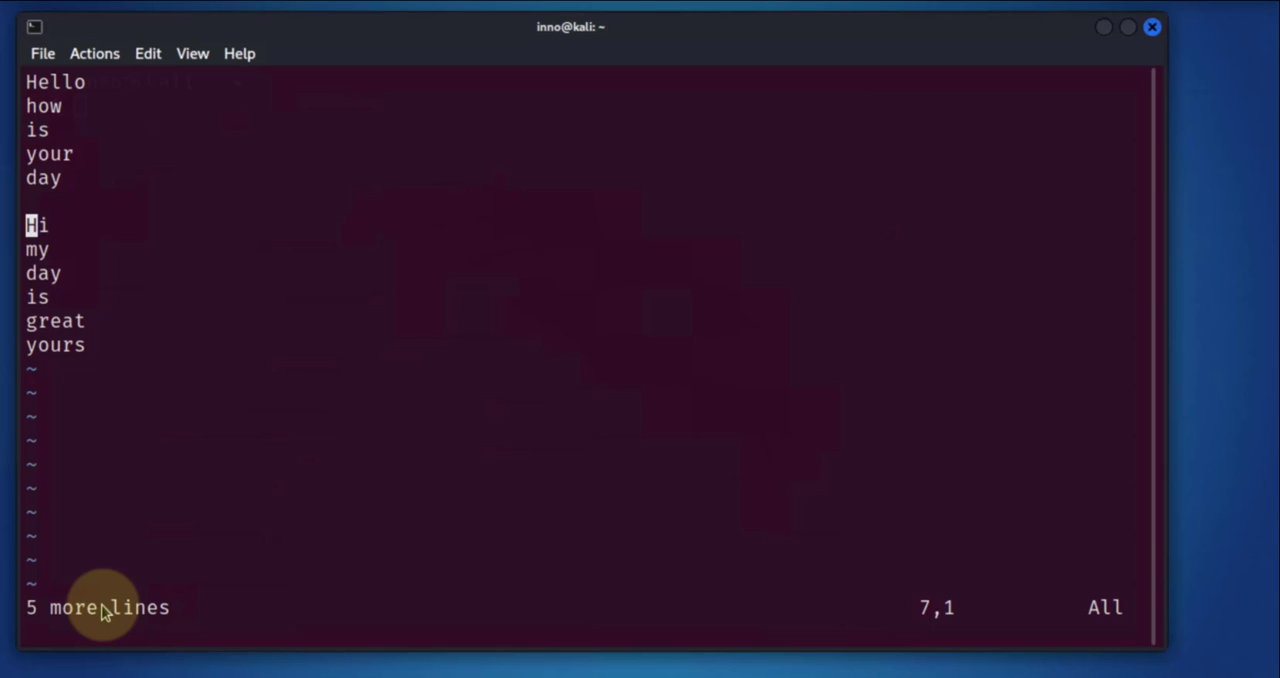 inno@kali: ~
File Actions Edit View Help
Hello
how
is
your
day
Hi
my
day
is
great
yours
~
~
~
~
~
~
~
~
~
~
5 more lines 7,1 All